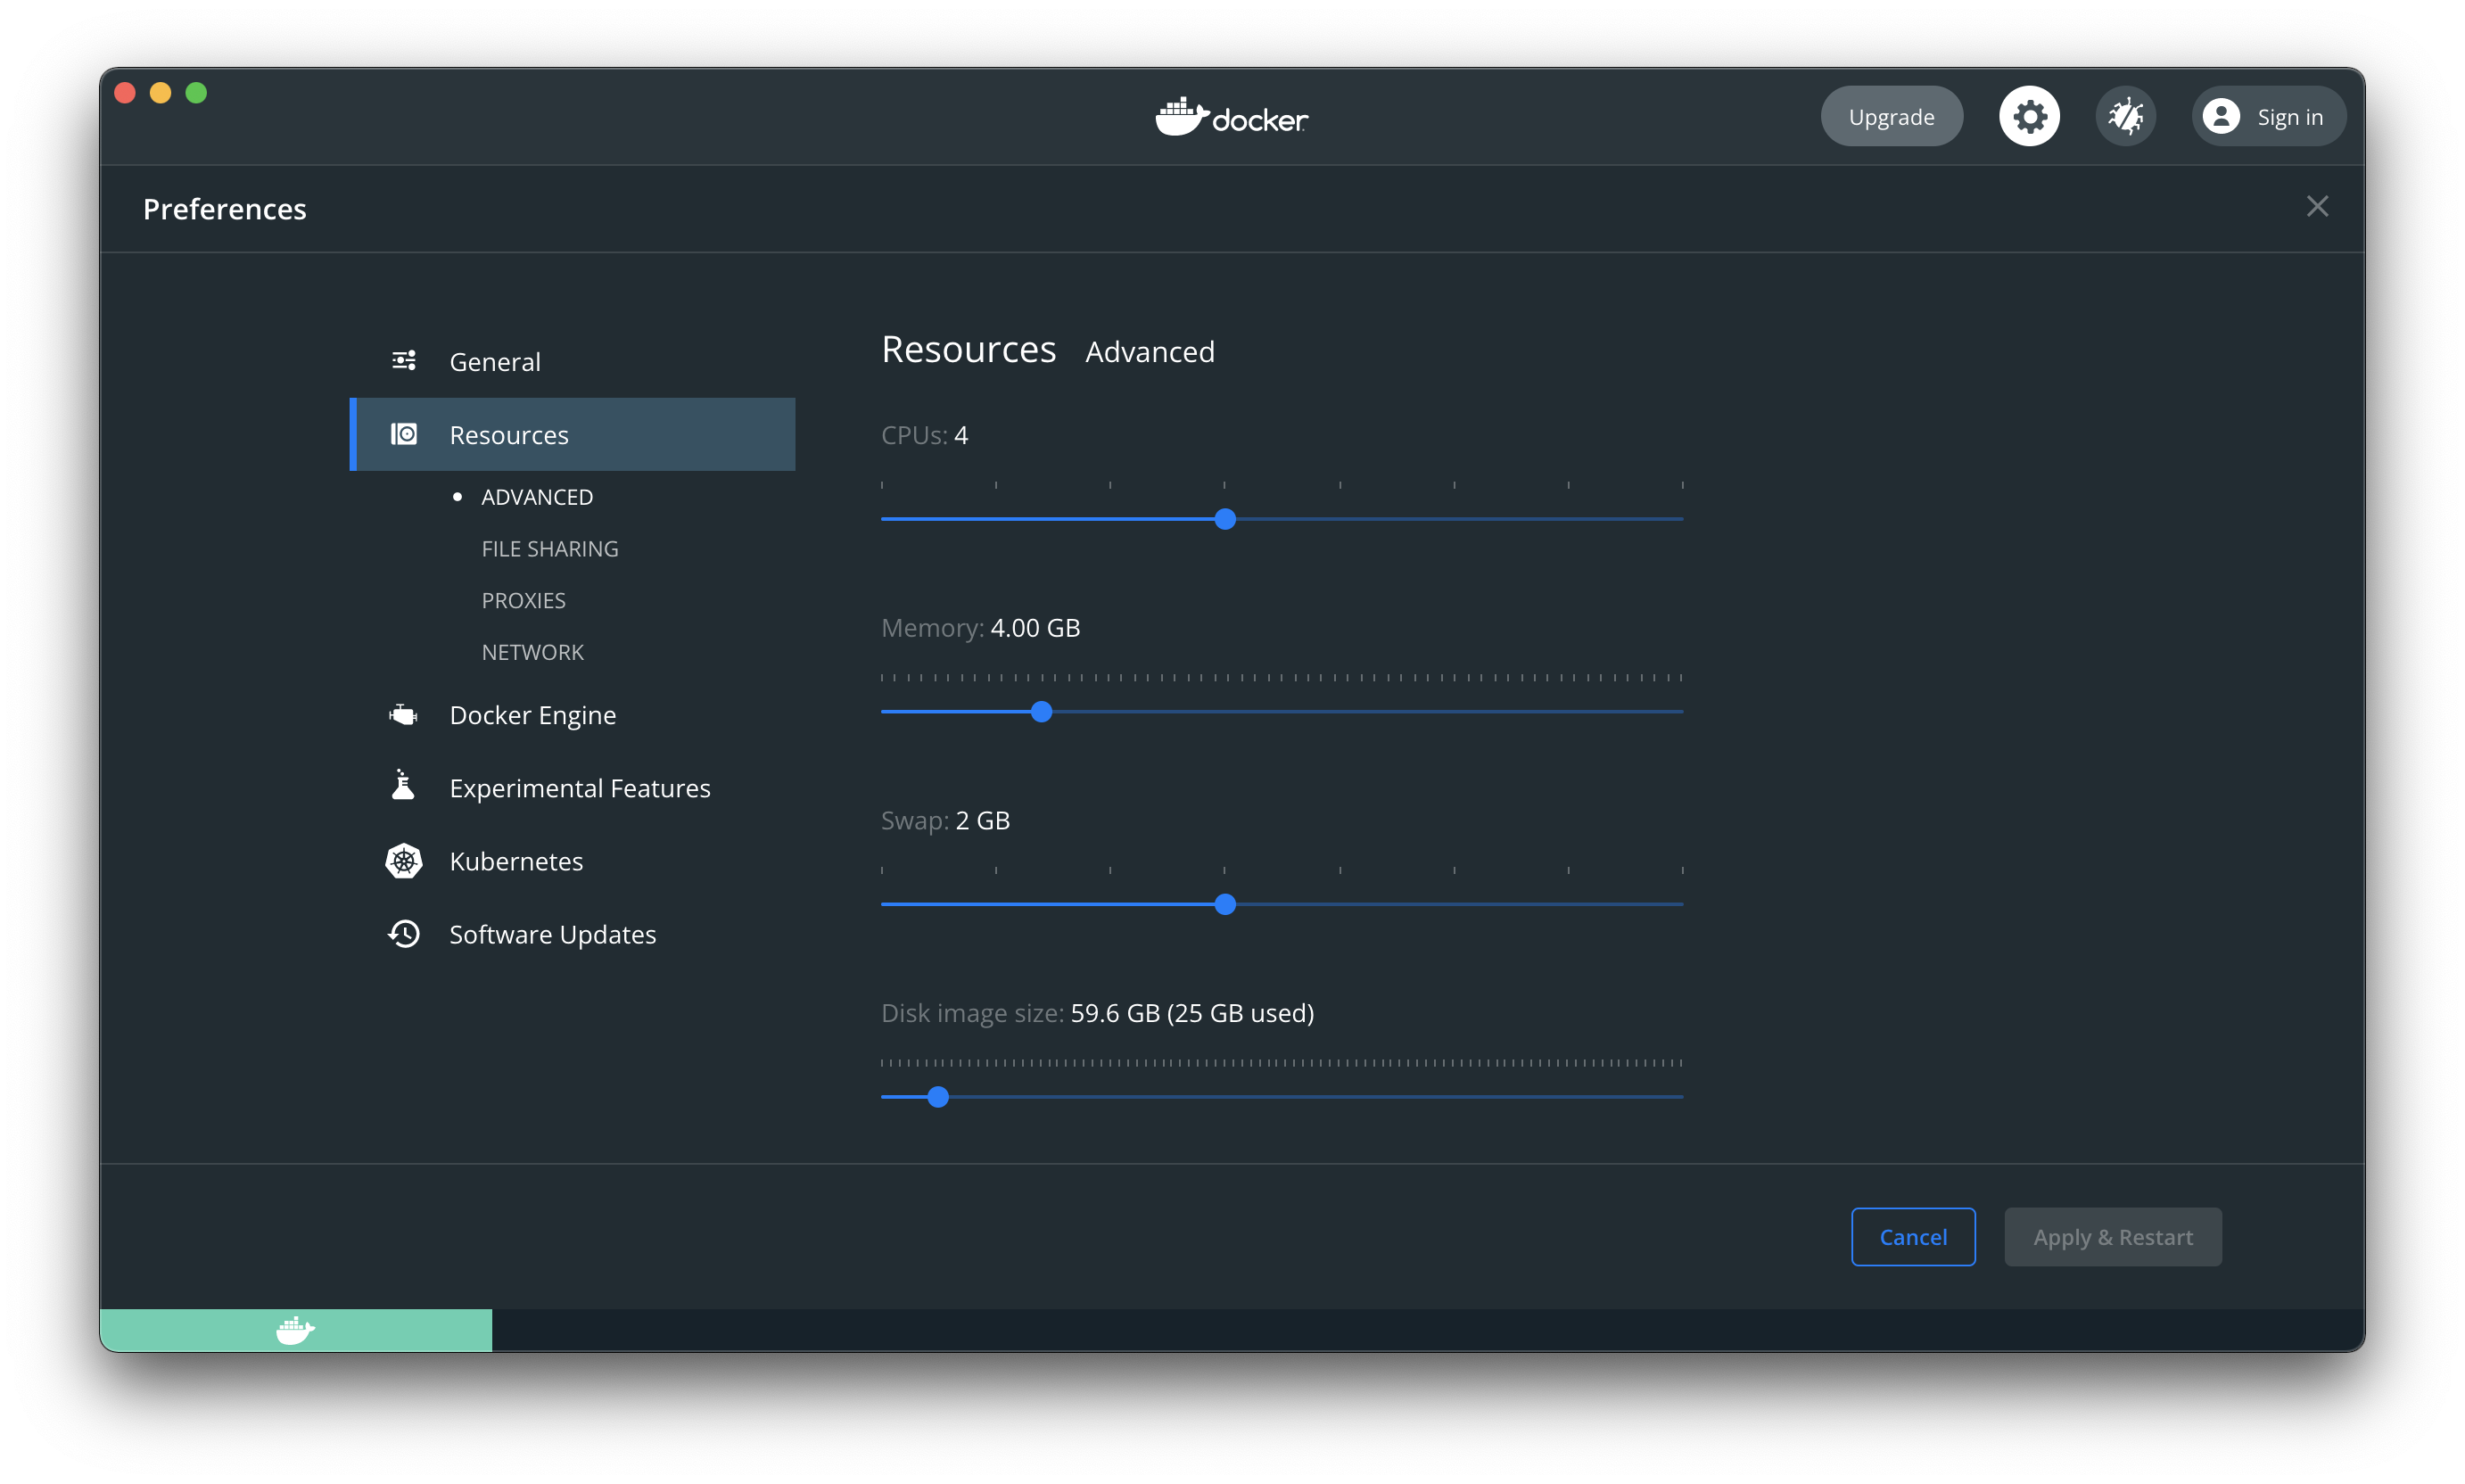 docker
Upgrade
Sign in
Preferences
General
Resources
ADVANCED
FILE SHARING
PROXIES
NETWORK
Docker Engine
Experimental Features
Kubernetes
Software Updates
Resources Advanced
CPUs: 4
Memory: 4.00 GB
Swap: 2 GB
Disk image size: 59.6 GB (25 GB used)
Cancel
Apply & Restart